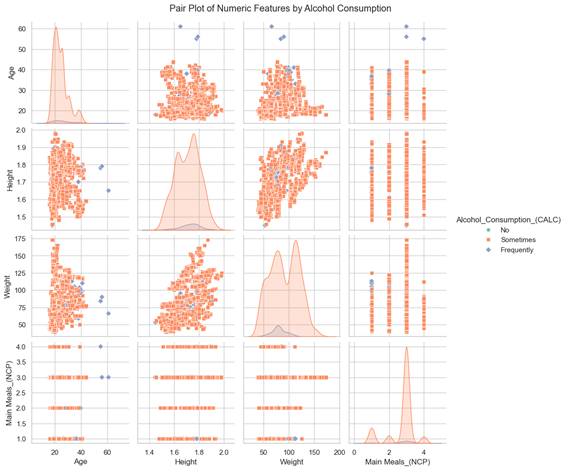 Pair Plot of Numeric Features by Alcohol Consumption
60
50
40
30
20
Age
2.0
1.9
1.8
1.7
1.6
1.5
Height
175
150
125
100
75
50
Weight
4.0
3.5
3.0
2.5
2.0
1.5
1.0
Main Meals_(NCP)
20 40 60
Age
1.4 1.6 1.8 2.0
Height
50 100 150 200
Weight
0 2 4
Main Meals_(NCP)
Alcohol_Consumption_(CALC)
No
Sometimes
Frequently